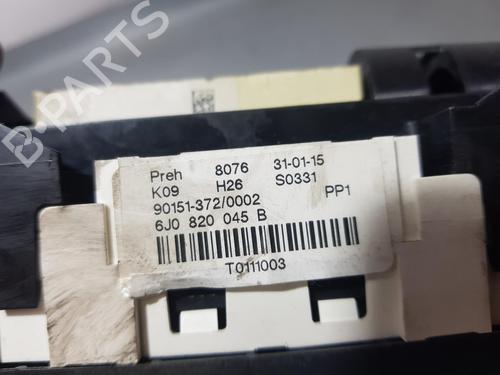 Preh 8076 31-01-15
K09 H26 S0331
90151-372/0002 PP1
6J0 820 045 B
T0111003
B-PARTS